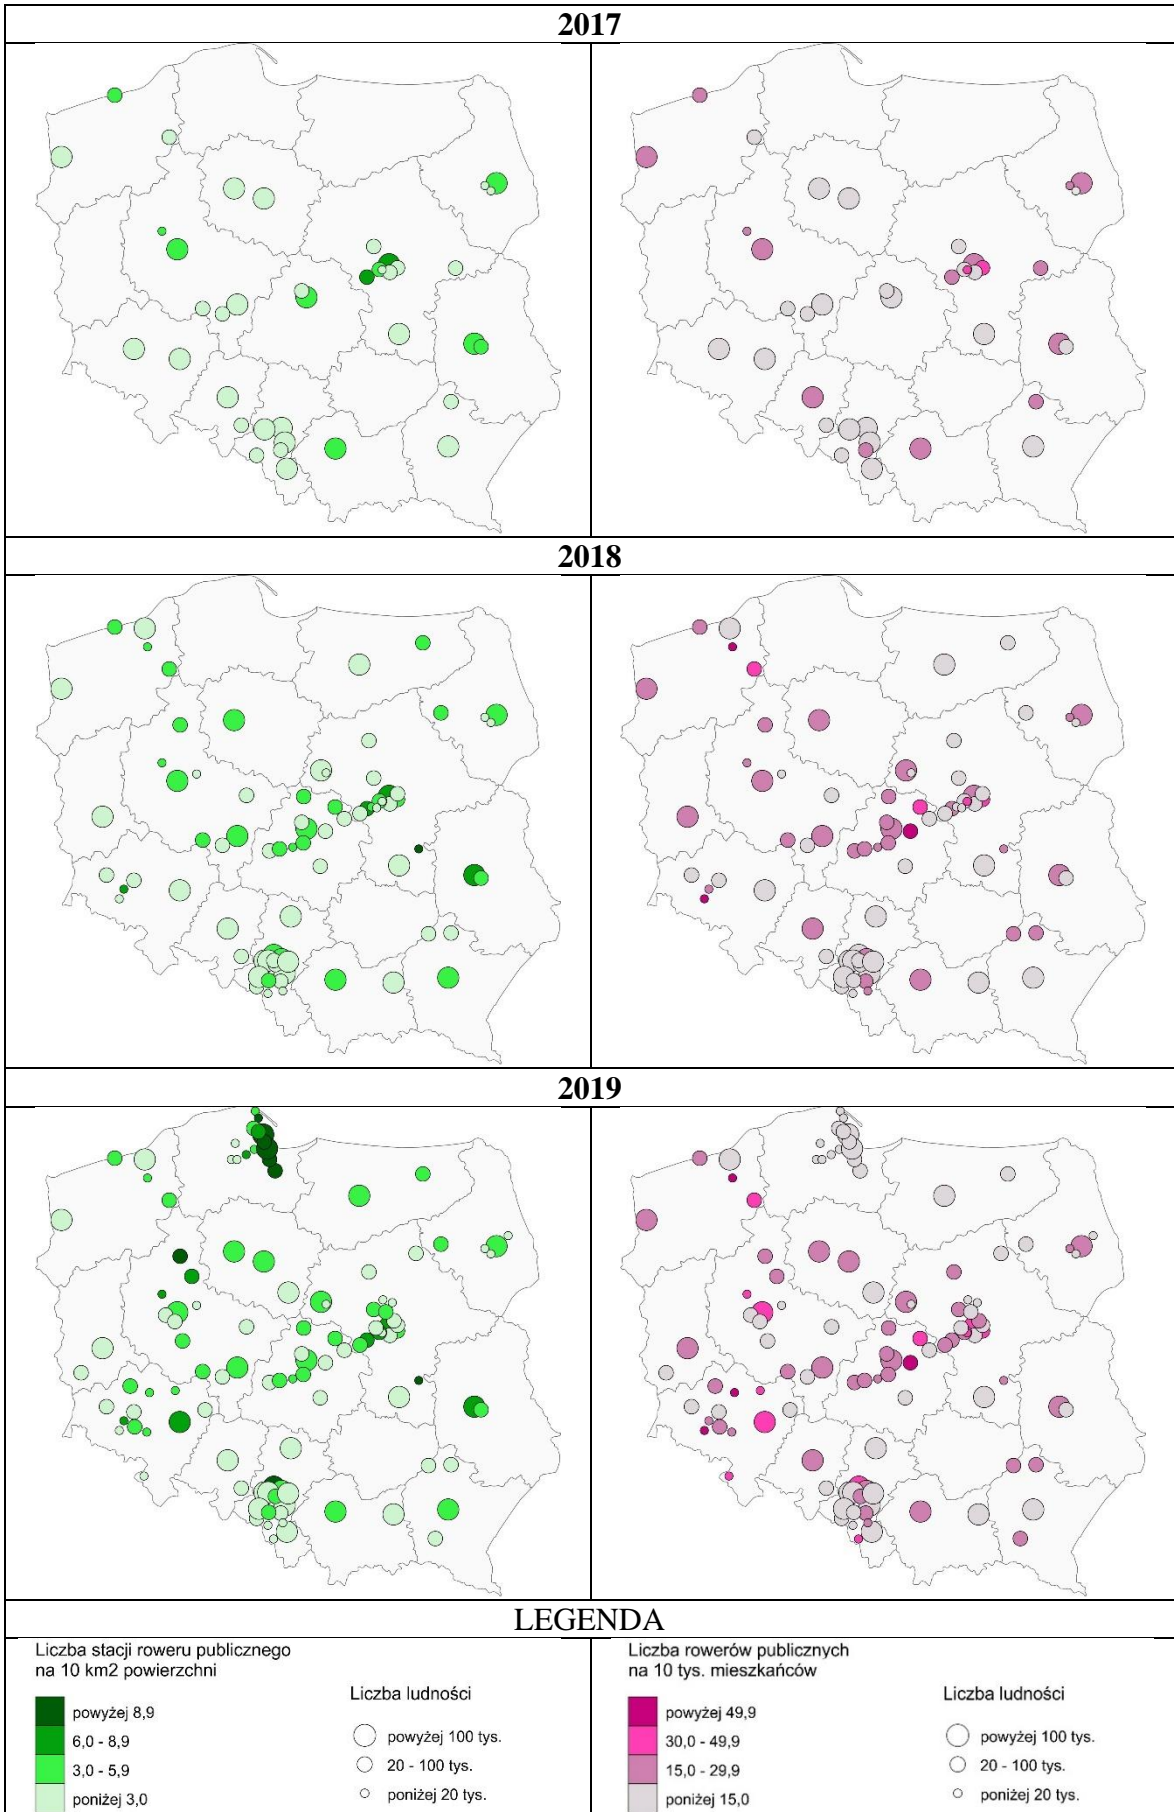 2017
2018
2019
LEGENDA
Liczba stacji roweru publicznego
na 10 km2 powierzchni
powyżej 8,9
6,0 - 8,9
3,0 - 5,9
poniżej 3,0
Liczba ludności
powyżej 100 tys.
20 - 100 tys.
poniżej 20 tys.
Liczba rowerów publicznych
na 10 tys. mieszkańców
powyżej 49,9
30,0 - 49,9
15,0 - 29,9
poniżej 15,0
Liczba ludności
powyżej 100 tys.
20 - 100 tys.
poniżej 20 tys.